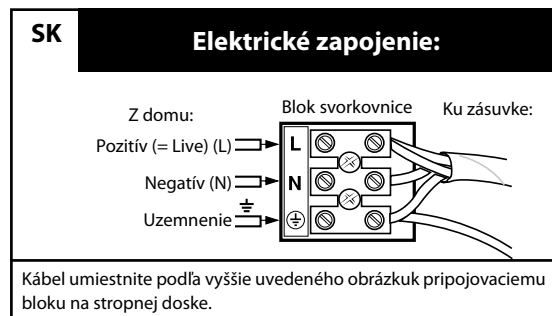 SK
Elektrické zapojenie:
Z domu:
Blok svorkovnice
Ku zásuvke:
Pozitív (= Live) (L)
L
Negatív (N)
N
Uzemnenie
Kábel umiestnite podľa vyššie uvedeného obrázkuk pripojovaciemu
bloku na stropnej doske.